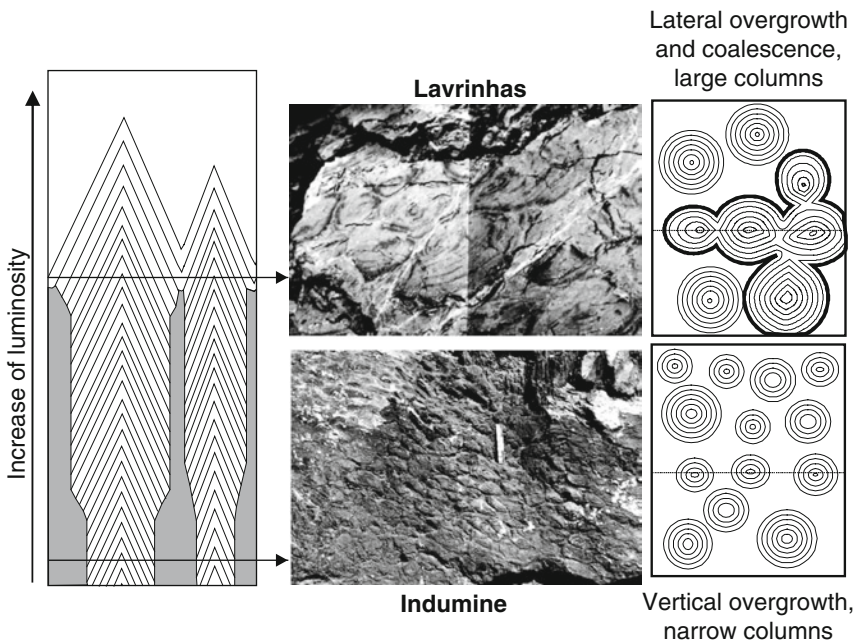 Lateral overgrowth
and coalescence,
large columns
Lavrinhas
Increase of luminosity
Indumine
Vertical overgrowth,
narrow columns